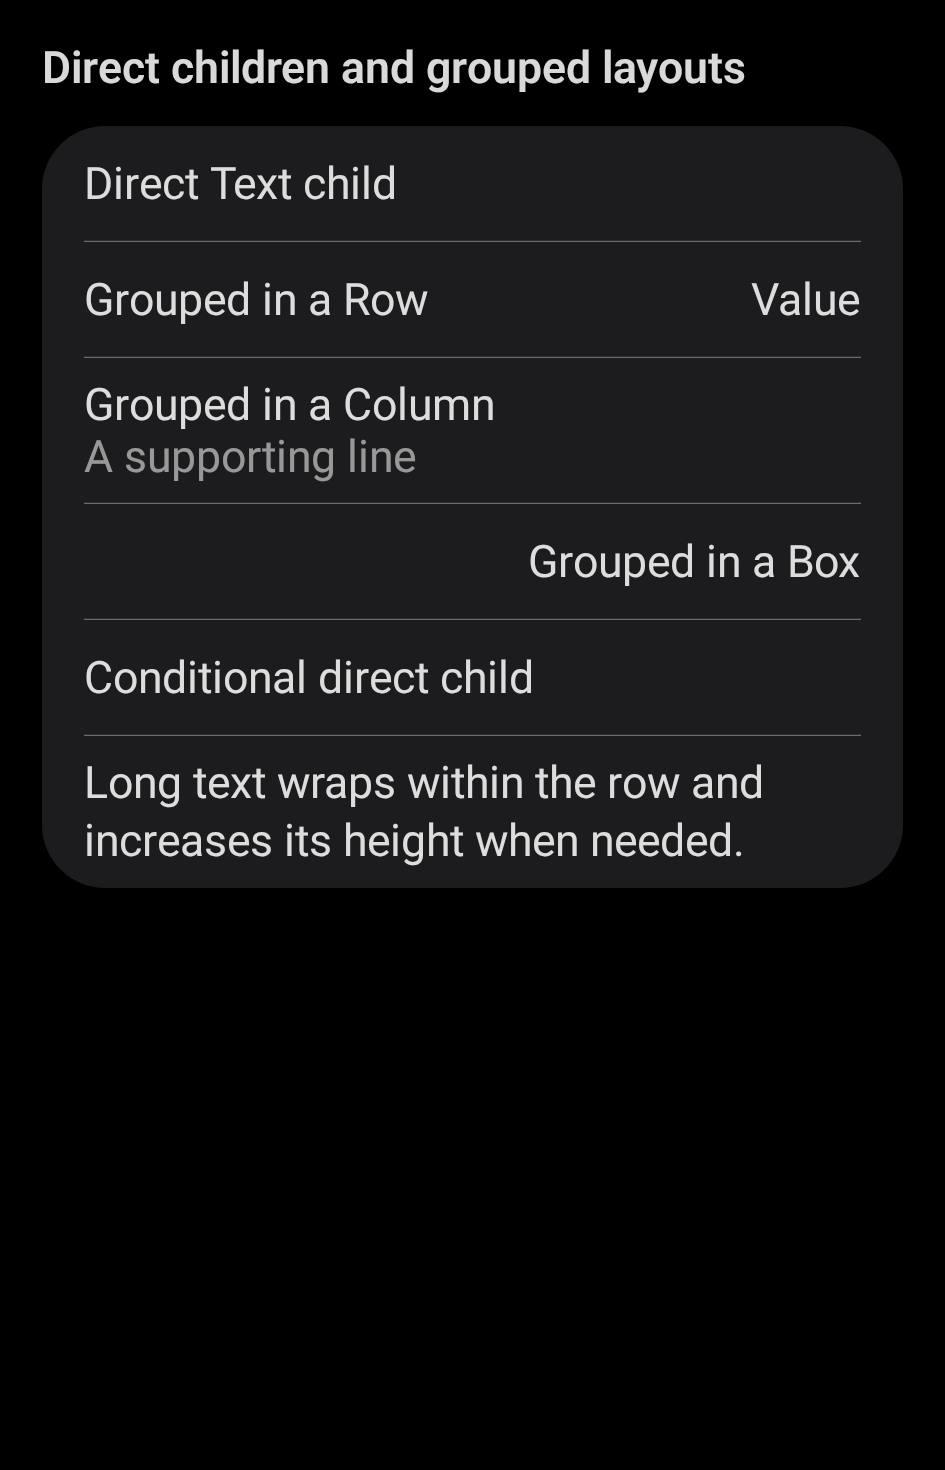 Direct children and grouped layouts
Direct Text child
Grouped in a Row Value
Grouped in a Column
A supporting line
Grouped in a Box
Conditional direct child
Long text wraps within the row and
increases its height when needed.